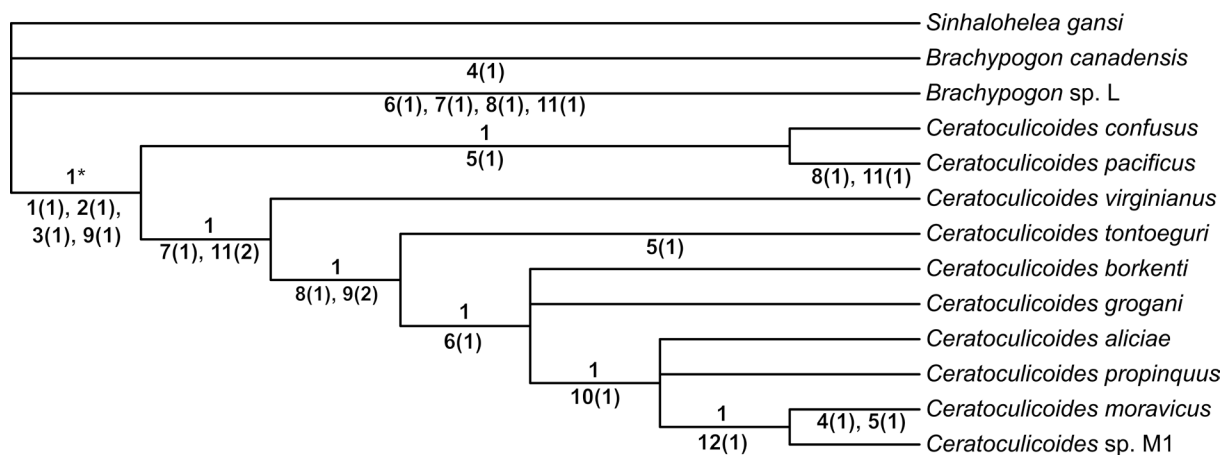 Sinhalohelea gansi
Brachypogon canadensis
4(1)
Brachypogon sp. L
6(1), 7(1), 8(1), 11(1)
Ceratoculicoides confusus
1
5(1)
Ceratoculicoides pacificus
8(1), 11(1)
1*
1(1), 2(1),
3(1), 9(1)
Ceratoculicoides virginianus
1
7(1), 11(2)
Ceratoculicoides tontoeguri
5(1)
1
8(1), 9(2)
Ceratoculicoides borkenti
Ceratoculicoides grogani
1
6(1)
Ceratoculicoides aliciae
1
10(1)
Ceratoculicoides propinquus
Ceratoculicoides moravicus
4(1), 5(1)
1
12(1)
Ceratoculicoides sp. M1